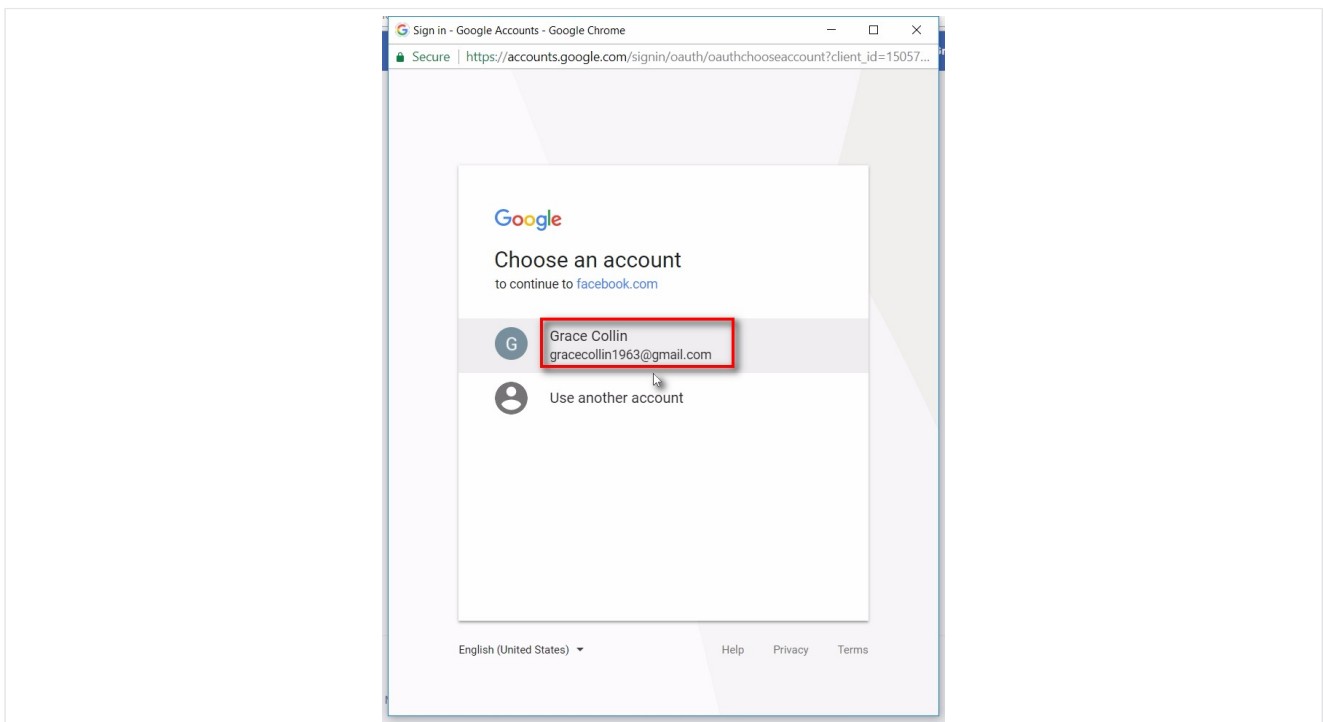 Sign in - Google Accounts - Google Chrome
Secure | https://accounts.google.com/signin/oauth/oauthchooseaccount?client_id=15057...
Google
Choose an account
to continue to facebook.com
G
Grace Collin
gracecollin1963@gmail.com
Use another account
English (United States)
Help Privacy Terms